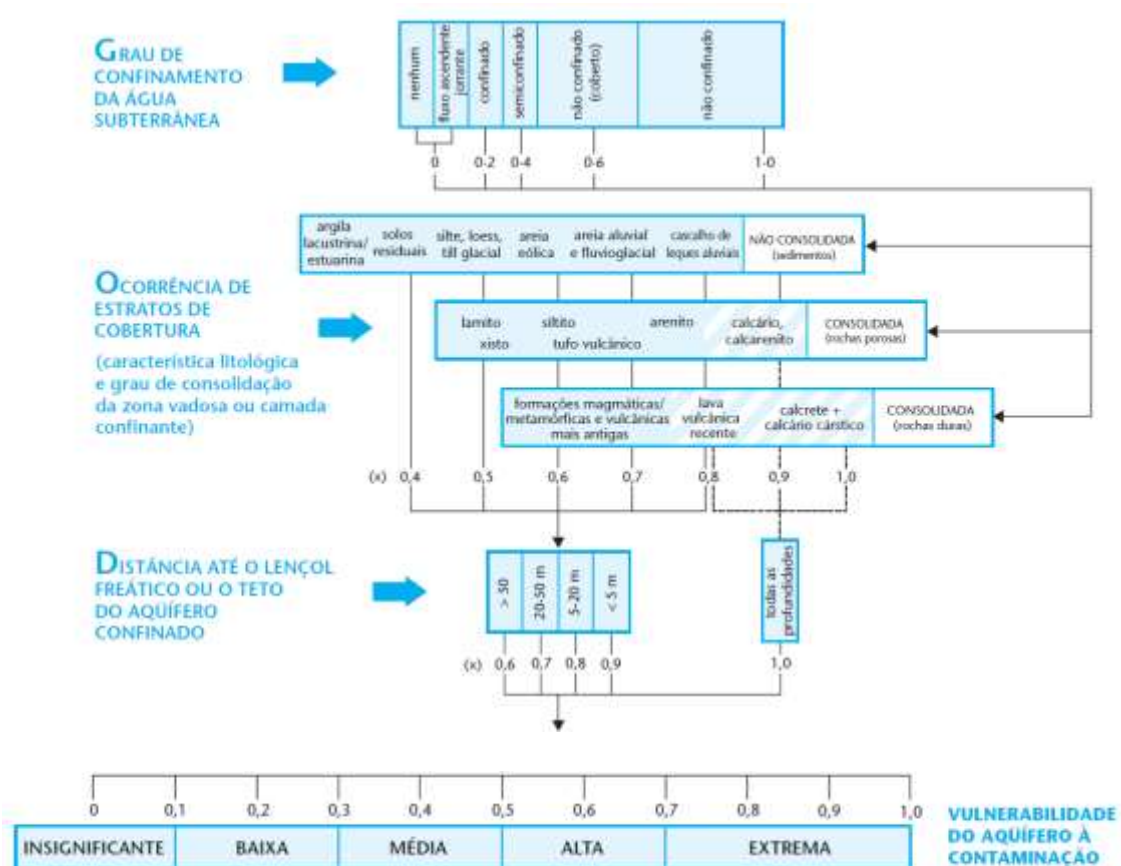 GRAU DE
CONFINAMENTO
DA ÁGUA
SUBTERRÂNEA
nenhum
fluxo ascendente
jorrante
confinado
semiconfinado
não confinado
(coberto)
não confinado
0 0-2 0-4 0-6 1-0
OCORRÊNCIA DE
ESTRATOS DE
COBERTURA
(característica litológica
e grau de consolidação
da zona vadosa ou camada
confinante)
argila
lacustrina/
estuarina
solos
residuais
silte, loess,
till glacial
areia
eólica
areia aluvial
e fluvioglacial
cascalho de
leques aluviais
NÃO CONSOLIDADA
(sedimentos)
lamito
xisto
siltito
tufo vulcânico
arenito
calcário,
calcarenito
CONSOLIDADA
(rochas porosas)
formações magmáticas/
metamórficas e vulcânicas
mais antigas
lava
vulcânica
recente
calcrete +
calcário cárstico
CONSOLIDADA
(rochas duras)
(x) 0,4 0,5 0,6 0,7 0,8 0,9 1,0
DISTÂNCIA ATÉ O LENÇOL
FREÁTICO OU O TETO
DO AQÜÍFERO
CONFINADO
> 50
20-50 m
5-20 m
< 5 m
todas as
profundidades
(x) 0,6 0,7 0,8 0,9 1,0
0 0,1 0,2 0,3 0,4 0,5 0,6 0,7 0,8 0,9 1,0
INSIGNIFICANTE BAIXA MÉDIA ALTA EXTREMA
VULNERABILIDADE
DO AQÜÍFERO À
CONTAMINAÇÃO